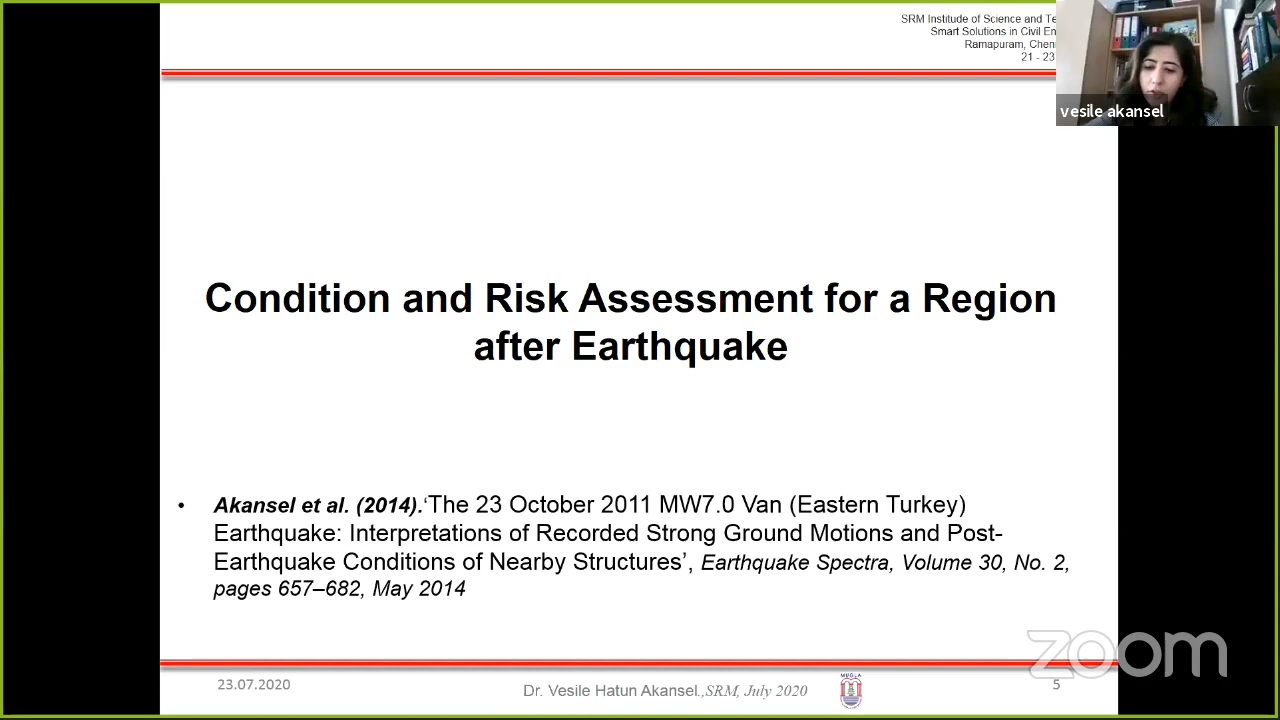 SRM Institude of Science and Te
Smart Solutions in Civil En
Ramapuram, Chen
21 - 23
vesile akansel
Condition and Risk Assessment for a Region
after Earthquake
• Akansel et al. (2014).‘The 23 October 2011 MW7.0 Van (Eastern Turkey)
Earthquake: Interpretations of Recorded Strong Ground Motions and Post-
Earthquake Conditions of Nearby Structures’, Earthquake Spectra, Volume 30, No. 2,
pages 657–682, May 2014
zoom
23.07.2020
Dr. Vesile Hatun Akansel.,SRM, July 2020
MUĞLA
5